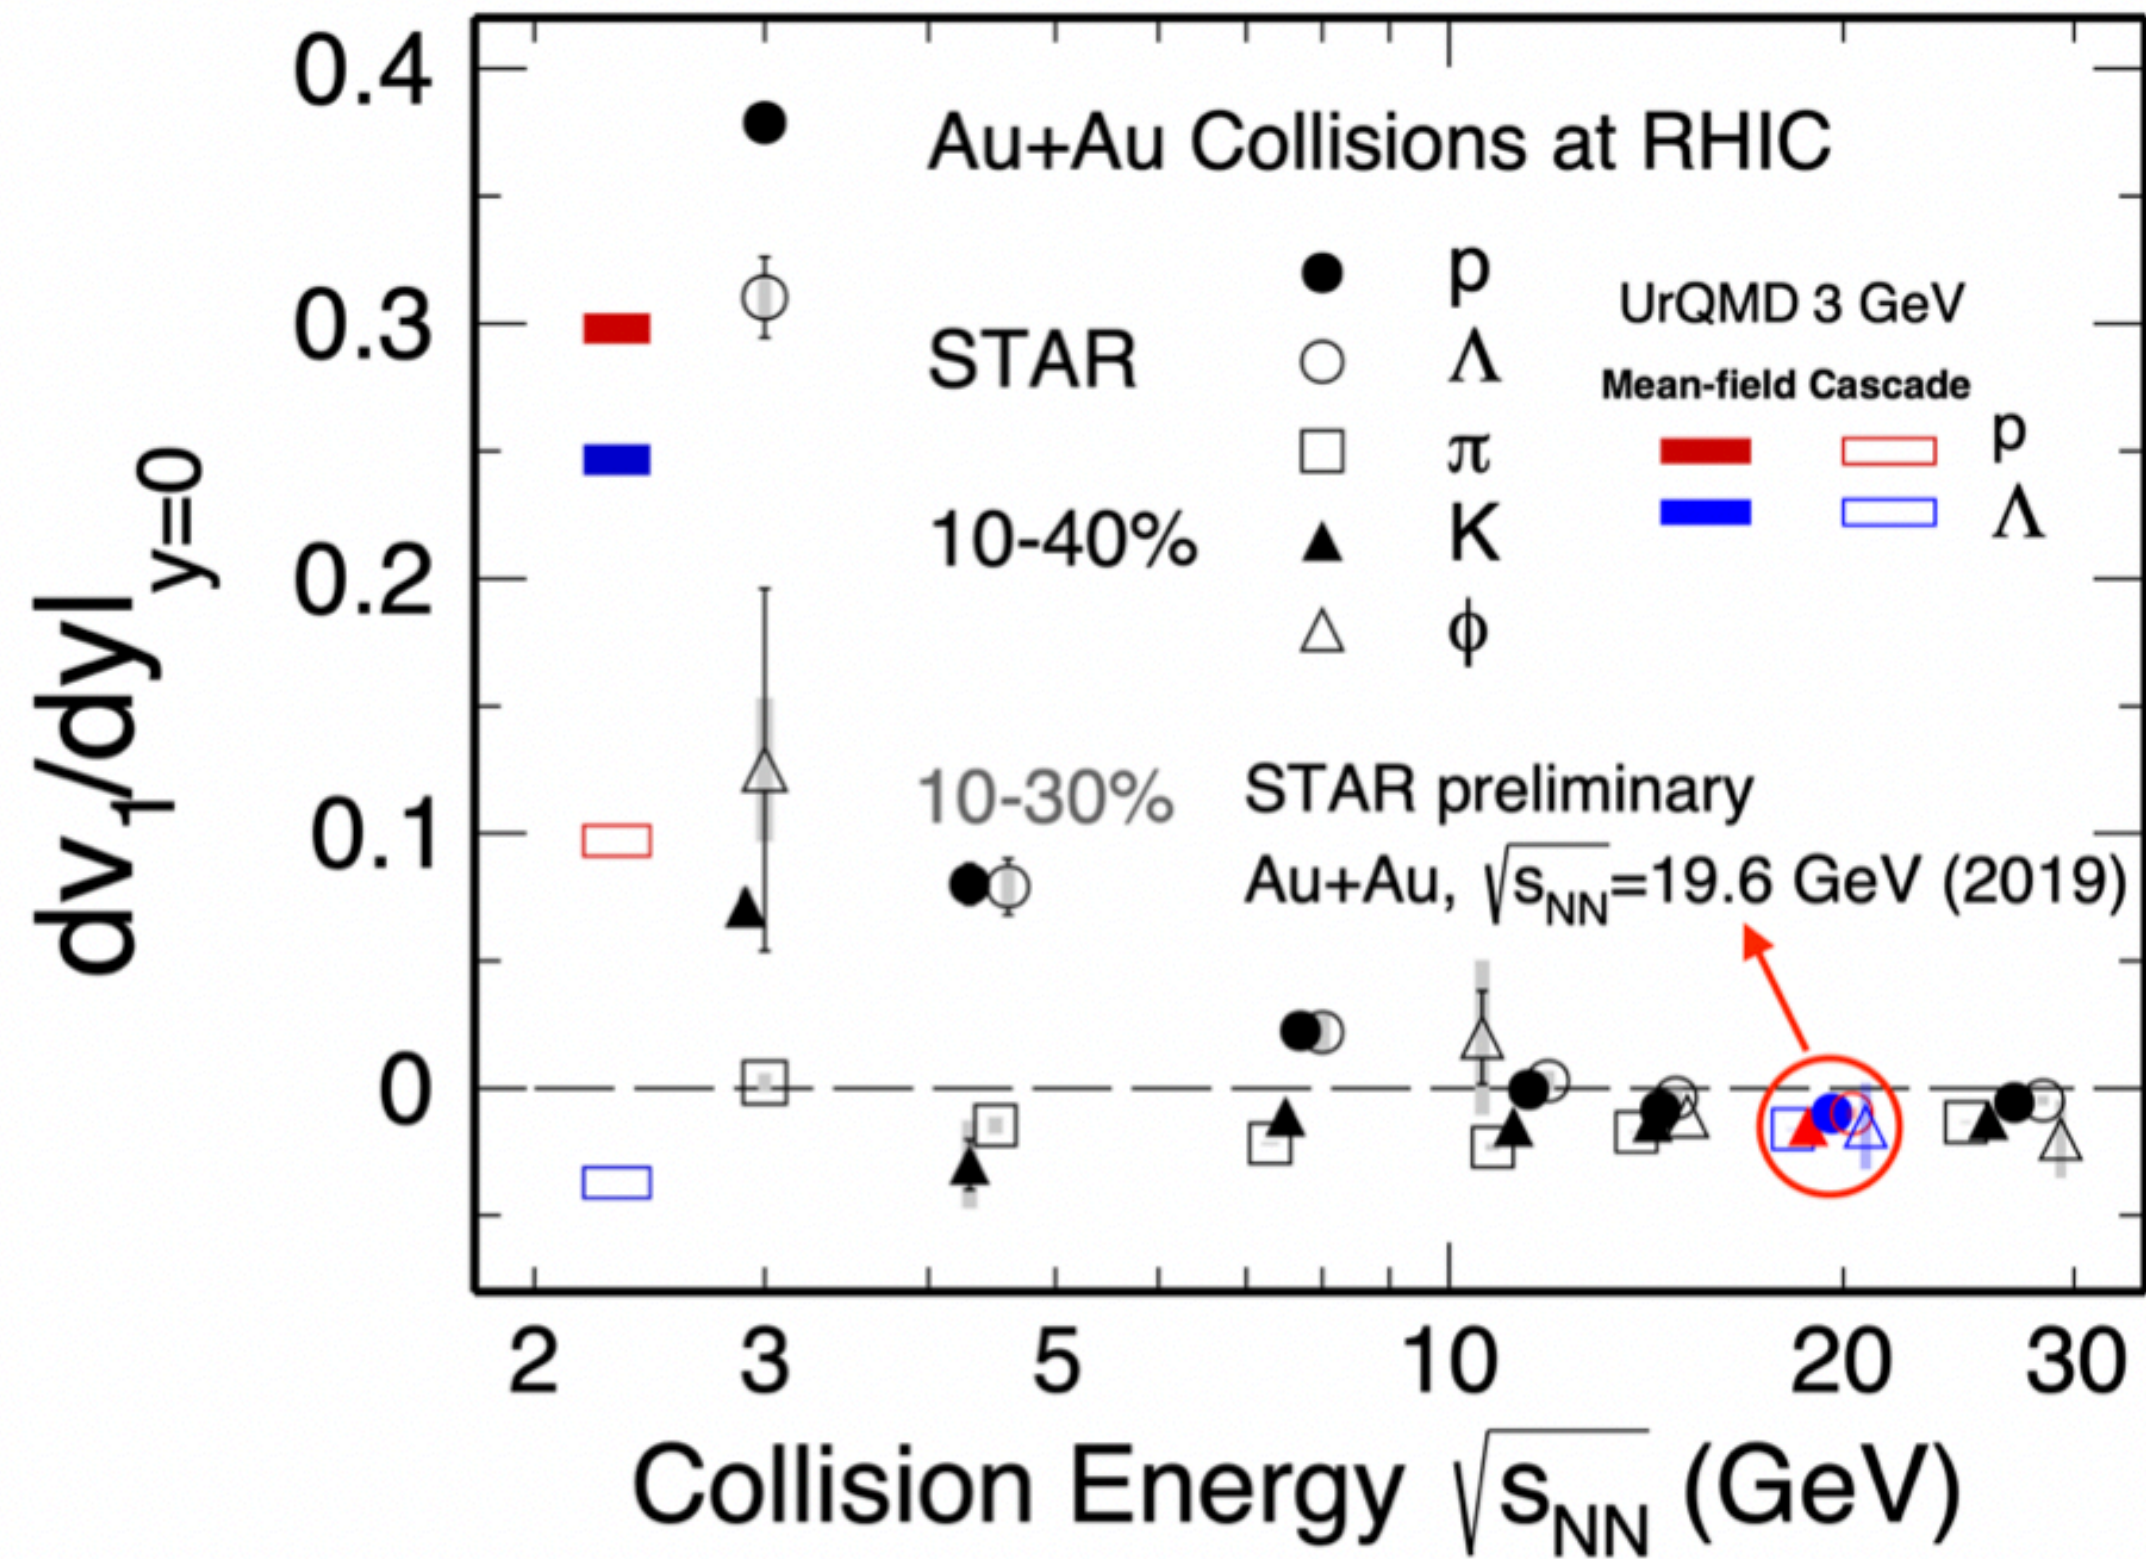 0.4
0.3
0.2
0.1
0
dv₁/dy|y=0
Au+Au Collisions at RHIC
STAR
10-40%
10-30%
p
Λ
π
K
ϕ
UrQMD 3 GeV
Mean-field Cascade
p
Λ
STAR preliminary
Au+Au, √sNN=19.6 GeV (2019)
2 3 5 10 20 30
Collision Energy √sNN (GeV)